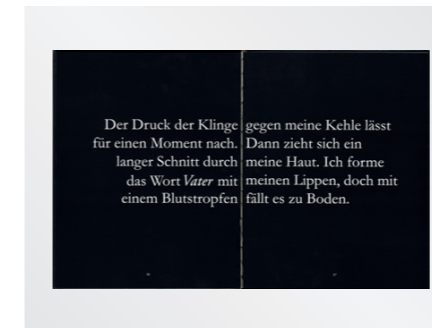 Der Druck der Klinge gegen meine Kehle lässt
für einen Moment nach. Dann zieht sich ein
langer Schnitt durch meine Haut. Ich forme
das Wort Vater mit meinen Lippen, doch mit
einem Blutstropfen fällt es zu Boden.